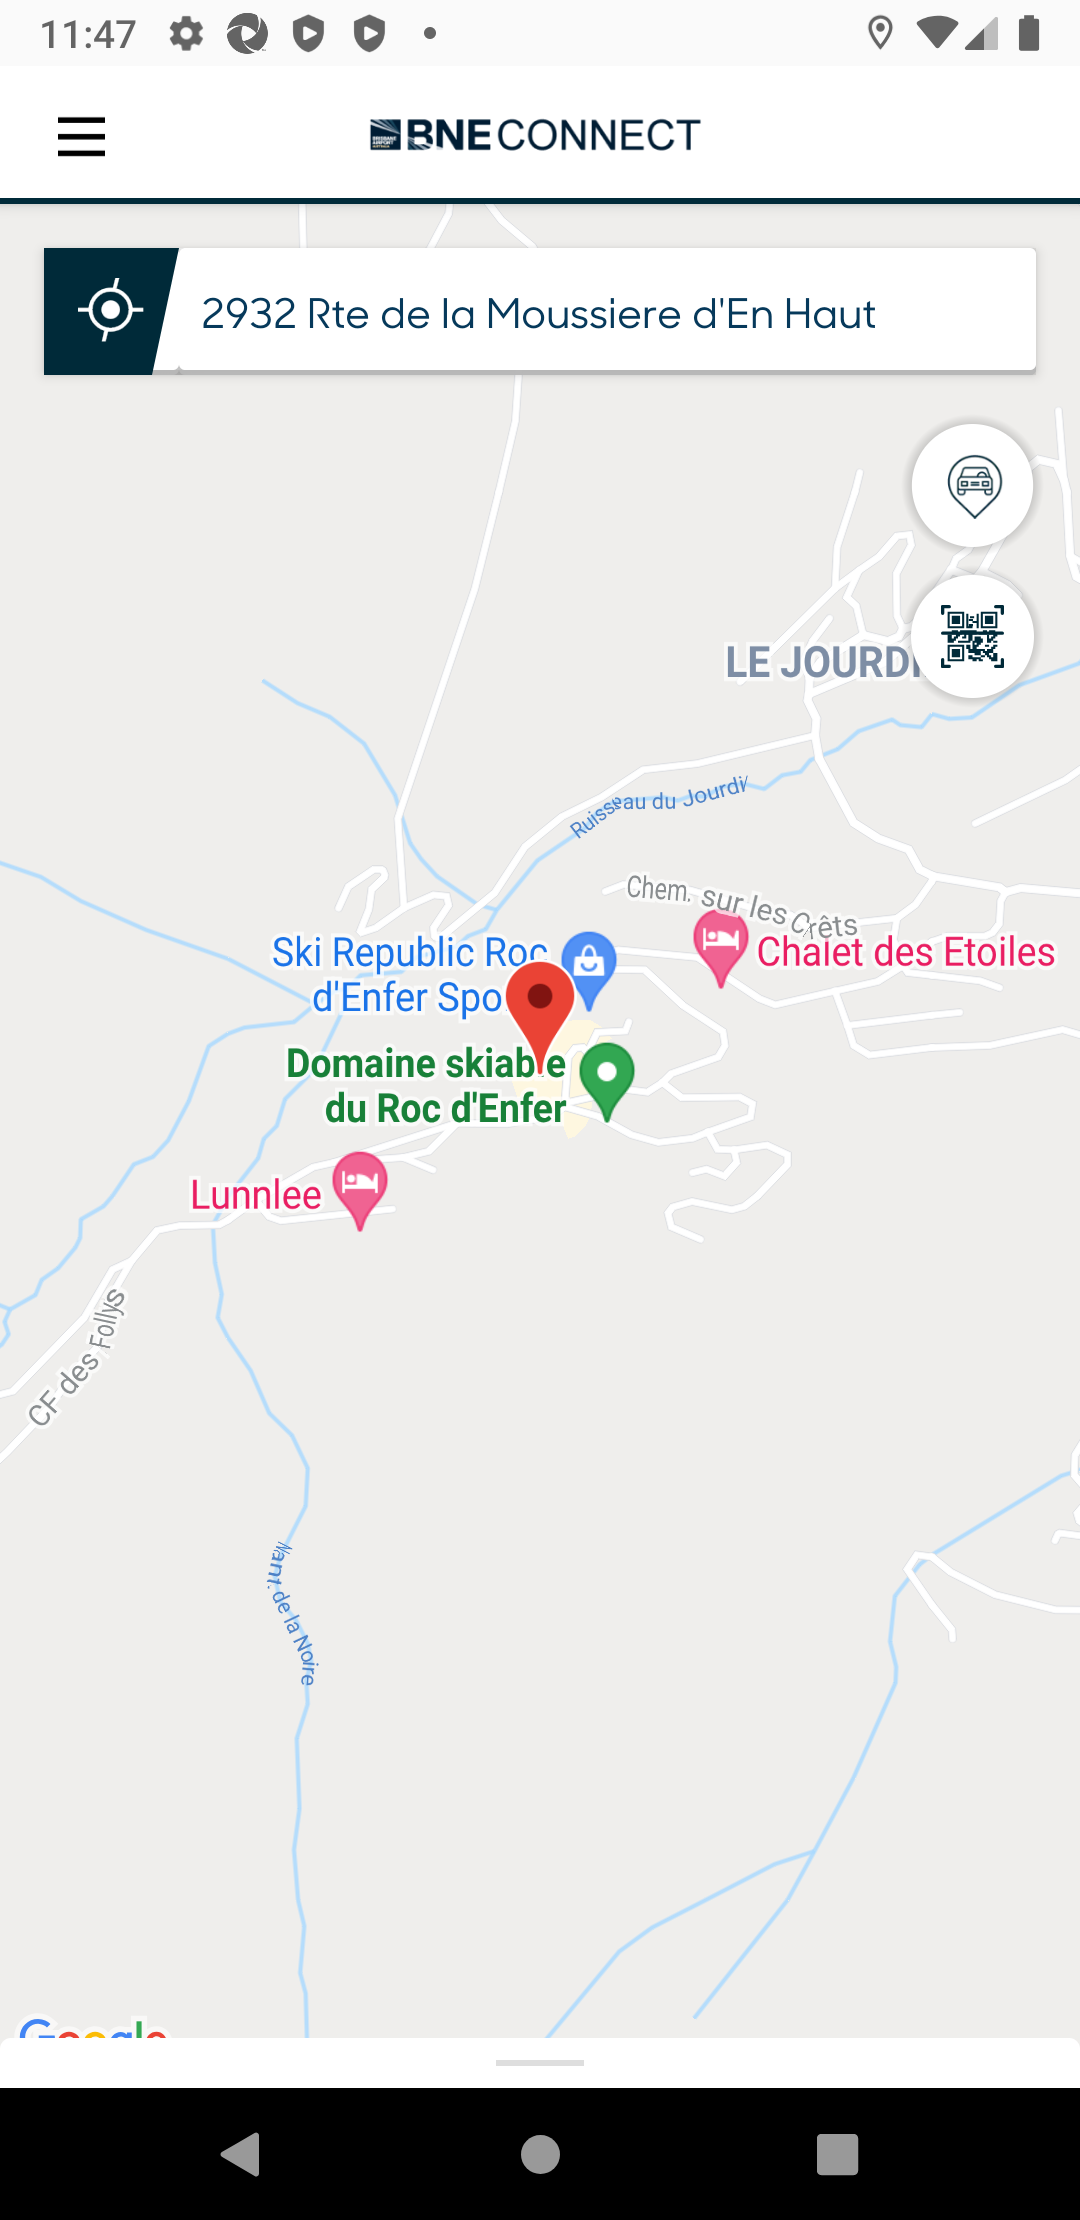 11:47
BNE CONNECT
2932 Rte de la Moussiere d'En Haut
LE JOURDI
Ruisseau du Jourdi
Chem. sur les Crêts
Ski Republic Roc
d'Enfer Spo
Chalet des Etoiles
Domaine skiable
du Roc d'Enfer
Lunnlee
CF des Follys
Nant de la Noire
Google